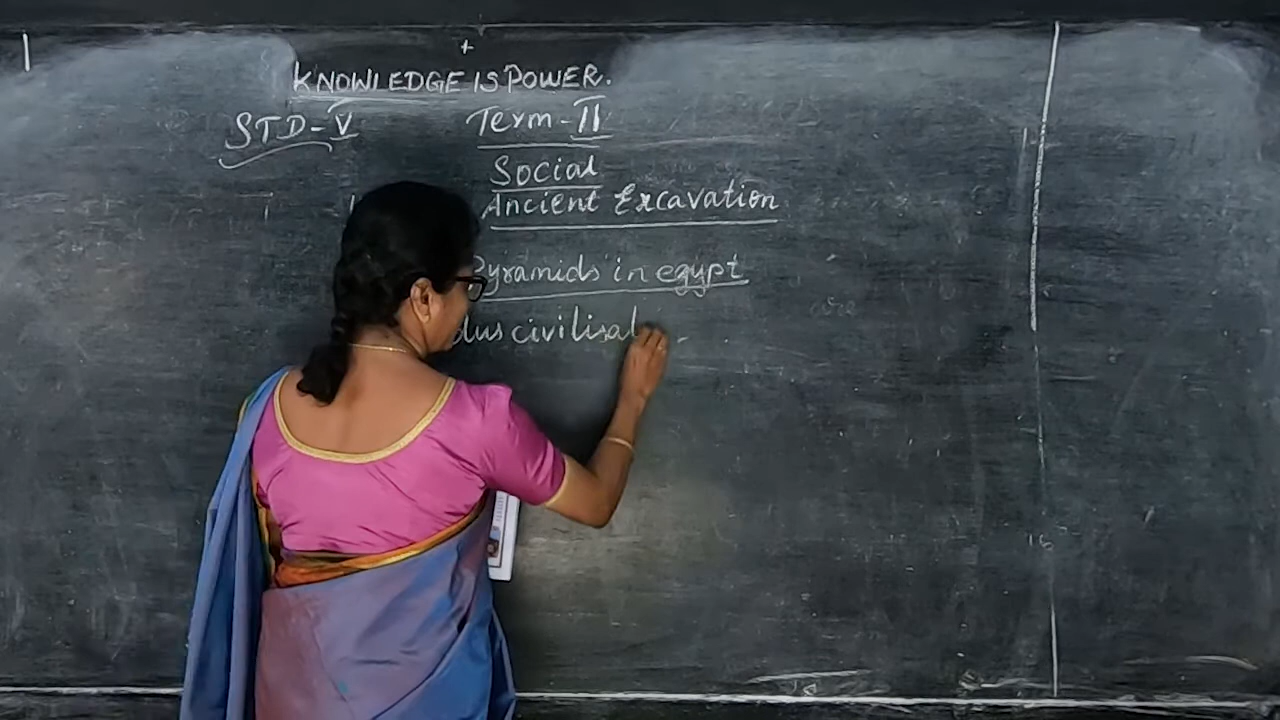 KNOWLEDGE IS POWER.
STD-V Term-II
Social
Ancient Excavation
Pyramids in egypt
dus civilisat